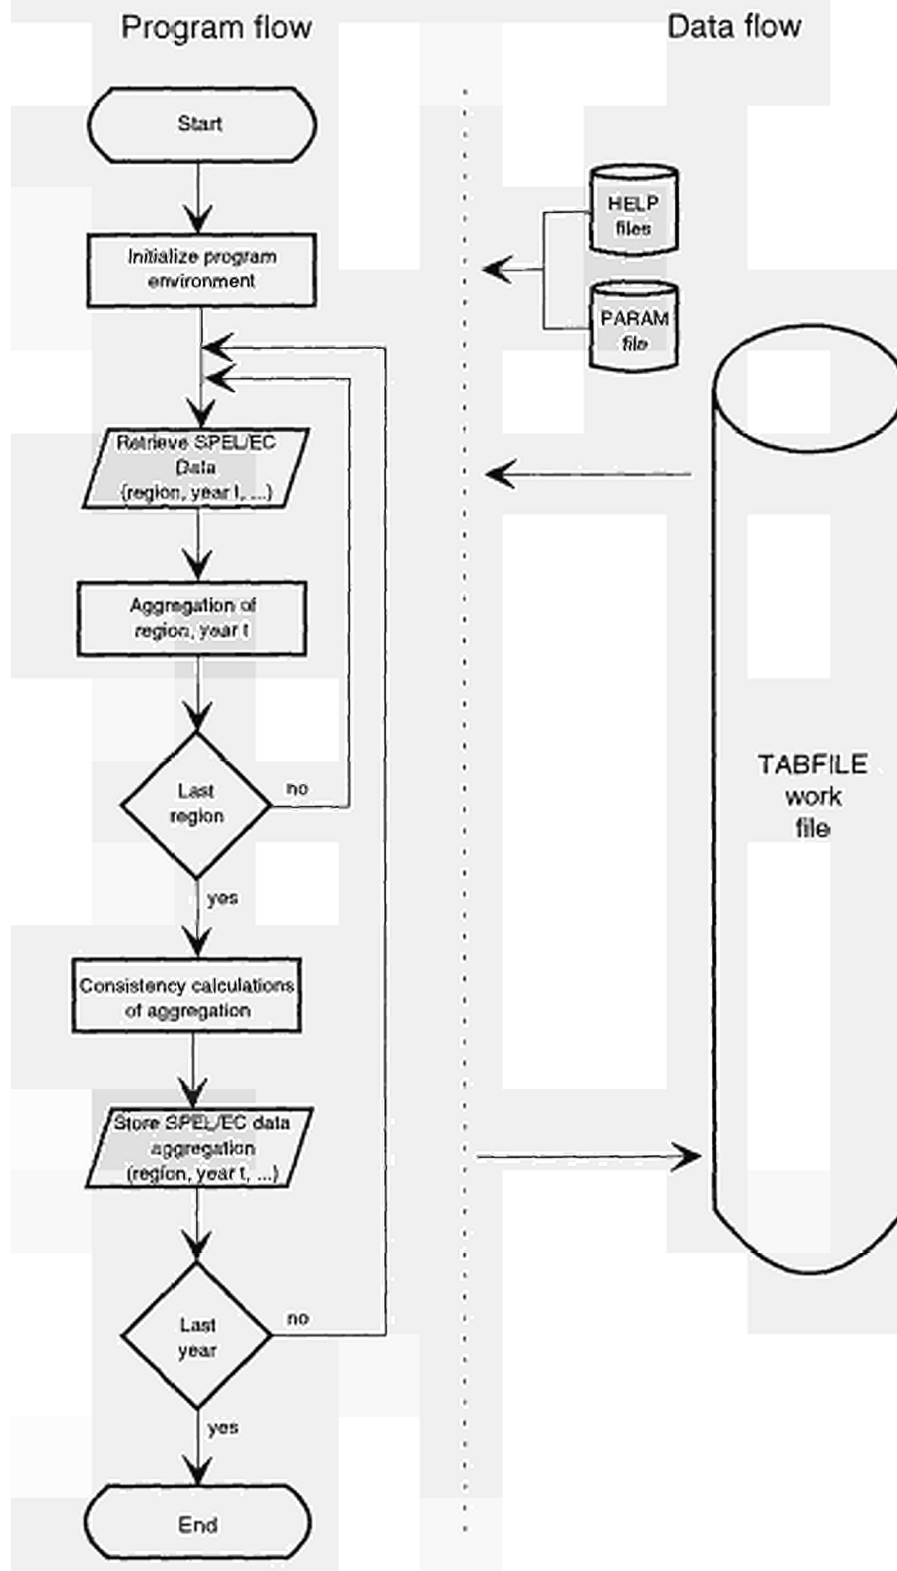 Program flow
Data flow
Start
HELP
files
Initialize program
environment
PARAM
file
Retrieve SPEL/EC
Data
(region, year t, ...)
Aggregation of
region, year t
TABFILE
work
file
Last
region
no
yes
Consistency calculations
of aggregation
Store SPEL/EC data
aggregation
(region, year t, ...)
Last
year
no
yes
End